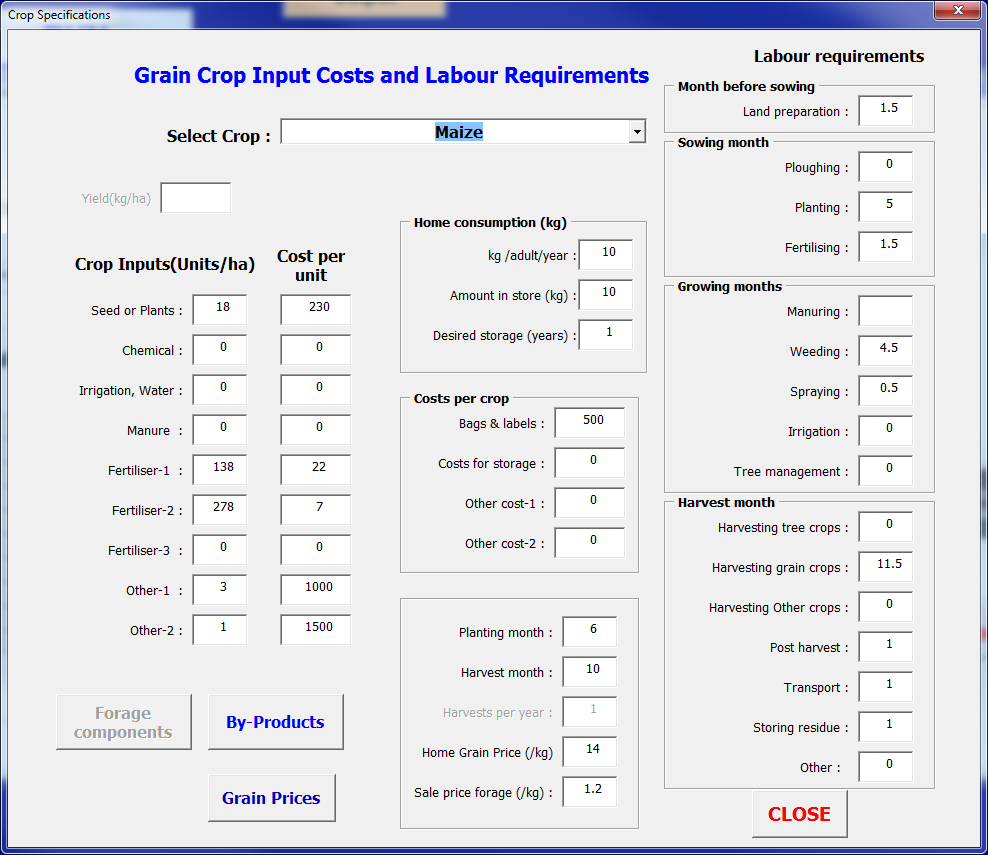 Crop Specifications
Grain Crop Input Costs and Labour Requirements
Select Crop :
Maize
Yield(kg/ha)
Crop Inputs(Units/ha)
Cost per
unit
Seed or Plants : 18 230
Chemical : 0 0
Irrigation, Water : 0 0
Manure : 0 0
Fertiliser-1 : 138 22
Fertiliser-2 : 278 7
Fertiliser-3 : 0 0
Other-1 : 3 1000
Other-2 : 1 1500
Forage
components
By-Products
Grain Prices
Home consumption (kg)
kg /adult/year : 10
Amount in store (kg) : 10
Desired storage (years) : 1
Costs per crop
Bags & labels : 500
Costs for storage : 0
Other cost-1 : 0
Other cost-2 : 0
Planting month : 6
Harvest month : 10
Harvests per year : 1
Home Grain Price (/kg) 14
Sale price forage (/kg) : 1.2
Labour requirements
Month before sowing
Land preparation : 1.5
Sowing month
Ploughing : 0
Planting : 5
Fertilising : 1.5
Growing months
Manuring :
Weeding : 4.5
Spraying : 0.5
Irrigation : 0
Tree management : 0
Harvest month
Harvesting tree crops : 0
Harvesting grain crops : 11.5
Harvesting Other crops : 0
Post harvest : 1
Transport : 1
Storing residue : 1
Other : 0
CLOSE